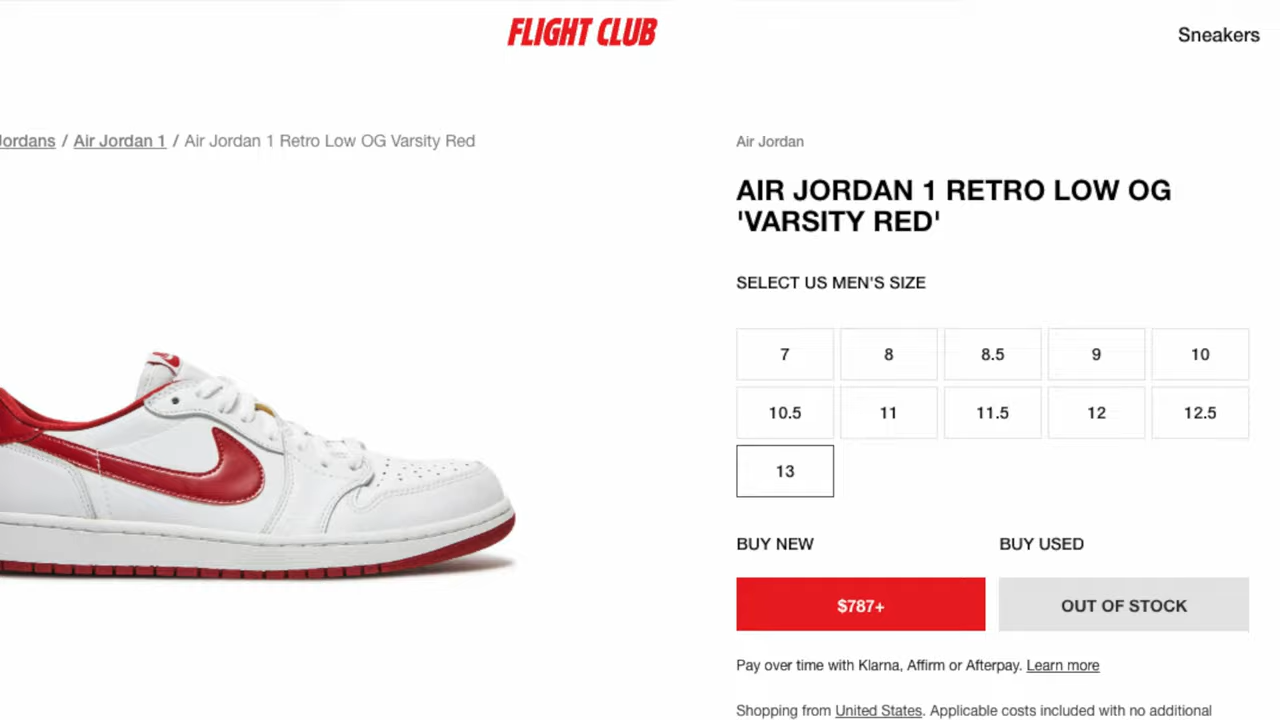 FLIGHT CLUB
Sneakers
Jordans / Air Jordan 1 / Air Jordan 1 Retro Low OG Varsity Red
Air Jordan
AIR JORDAN 1 RETRO LOW OG
'VARSITY RED'
SELECT US MEN'S SIZE
7 8 8.5 9 10
10.5 11 11.5 12 12.5
13
BUY NEW BUY USED
$787+ OUT OF STOCK
Pay over time with Klarna, Affirm or Afterpay. Learn more
Shopping from United States. Applicable costs included with no additional